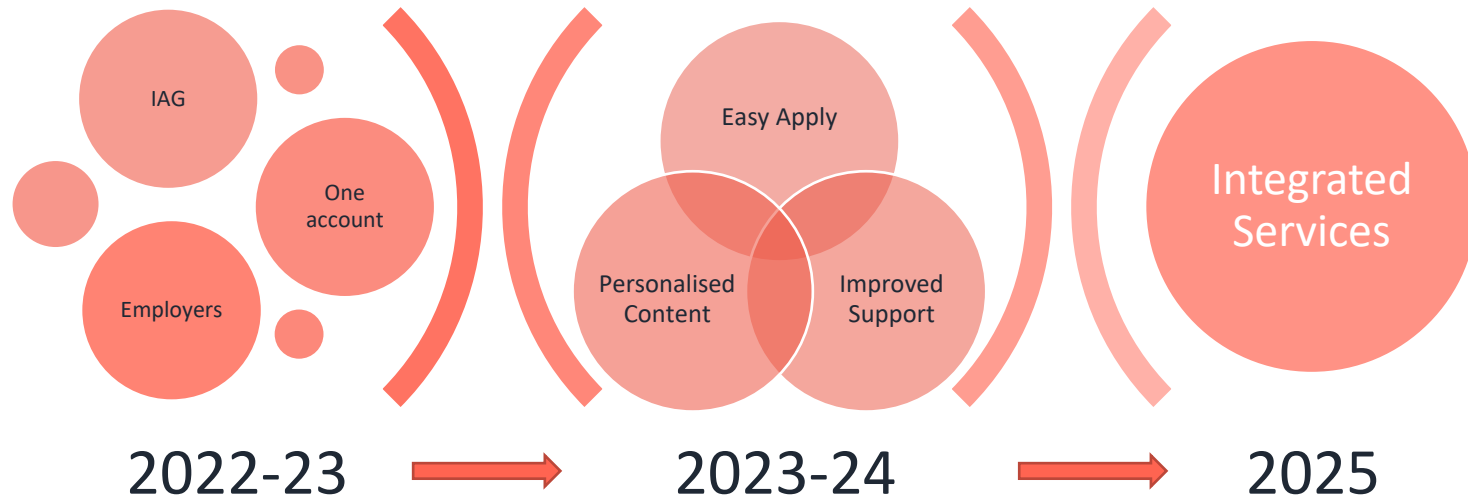 IAG
One
account
Employers
Easy Apply
Personalised
Content
Improved
Support
Integrated
Services
2022-23
2023-24
2025